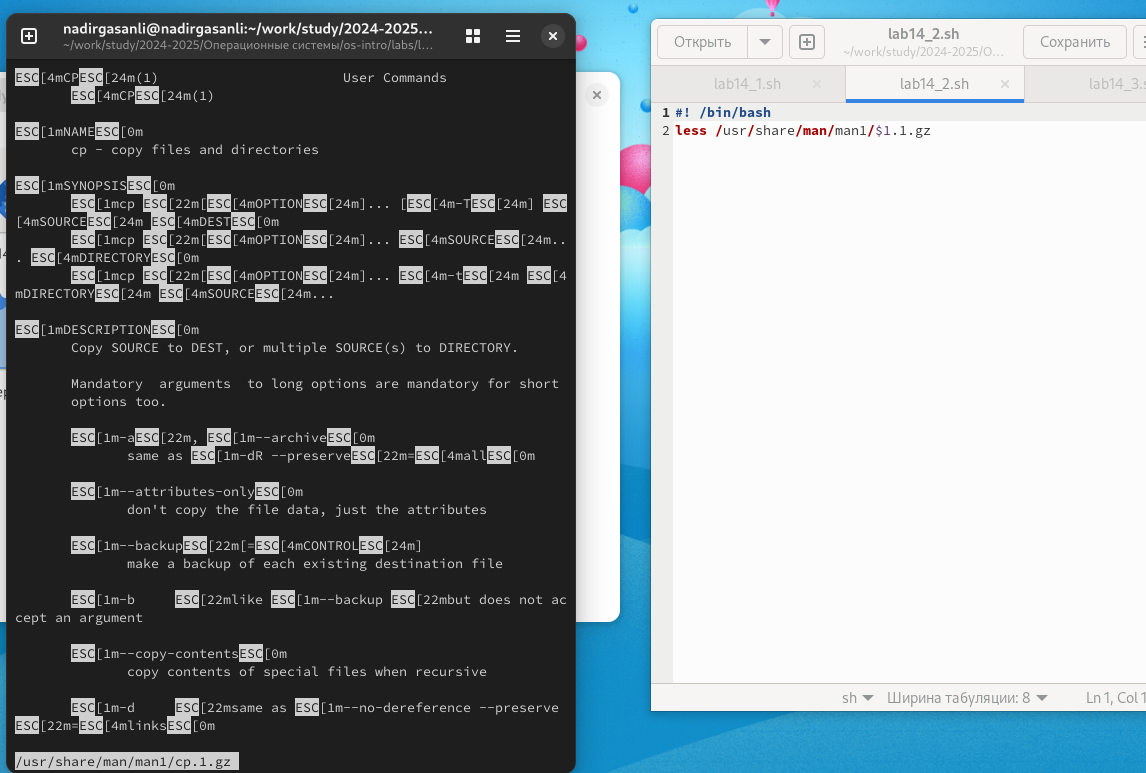 nadirgasanli@nadirgasanli:~/work/study/2024-2025...
~/work/study/2024-2025/Операционные системы/os-intro/labs/l...
ESC[4mCPESC[24m(1) User Commands
ESC[4mCPESC[24m(1)
ESC[1mNAMEESC[0m
cp - copy files and directories
ESC[1mSYNOPSISESC[0m
ESC[1mcp ESC[22m[ESC[4mOPTIONESC[24m]... [ESC[4m-TESC[24m] ESC
[4mSOURCEESC[24m ESC[4mDESTESC[0m
ESC[1mcp ESC[22m[ESC[4mOPTIONESC[24m]... ESC[4mSOURCEESC[24m..
. ESC[4mDIRECTORYESC[0m
ESC[1mcp ESC[22m[ESC[4mOPTIONESC[24m]... ESC[4m-tESC[24m ESC[4
mDIRECTORYESC[24m ESC[4mSOURCEESC[24m...
ESC[1mDESCRIPTIONESC[0m
Copy SOURCE to DEST, or multiple SOURCE(s) to DIRECTORY.
Mandatory  arguments  to long options are mandatory for short
options too.
ESC[1m-aESC[22m, ESC[1m--archiveESC[0m
same as ESC[1m-dR --preserveESC[22m=ESC[4mallESC[0m
ESC[1m--attributes-onlyESC[0m
don't copy the file data, just the attributes
ESC[1m--backupESC[22m[=ESC[4mCONTROLESC[24m]
make a backup of each existing destination file
ESC[1m-b     ESC[22mlike ESC[1m--backup ESC[22mbut does not ac
cept an argument
ESC[1m--copy-contentsESC[0m
copy contents of special files when recursive
ESC[1m-d     ESC[22msame as ESC[1m--no-dereference --preserve
ESC[22m=ESC[4mlinksESC[0m
/usr/share/man/man1/cp.1.gz
Открыть
lab14_2.sh
~/work/study/2024-2025/О...
Сохранить
lab14_1.sh
lab14_2.sh
lab14_3.s
1 #! /bin/bash
2 less /usr/share/man/man1/$1.1.gz
sh
Ширина табуляции: 8
Ln 1, Col 1